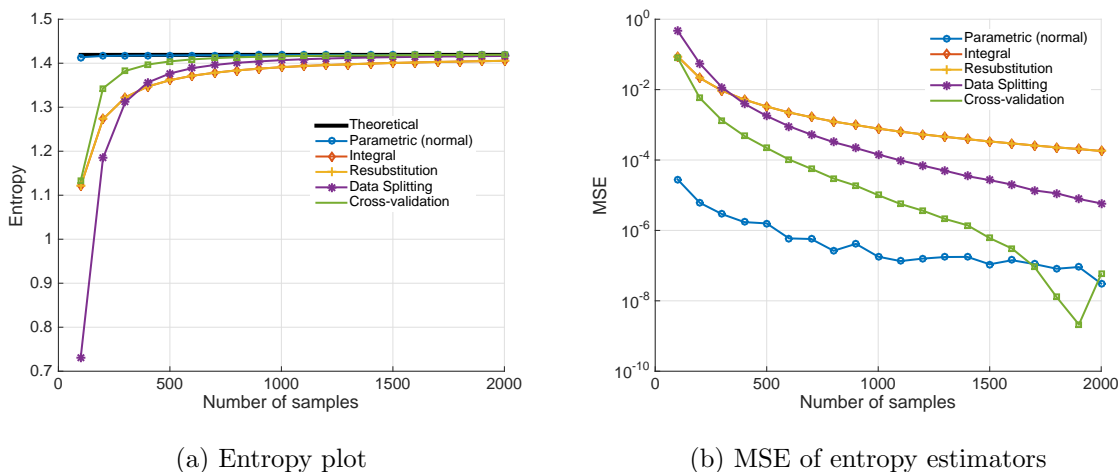 1.5
1.4
1.3
1.2
1.1
1
0.9
0.8
0.7
Entropy
0
500
1000
1500
2000
Number of samples
Theoretical
Parametric (normal)
Integral
Resubstitution
Data Splitting
Cross-validation
(a) Entropy plot
10^0
10^-2
10^-4
10^-6
10^-8
10^-10
MSE
0
500
1000
1500
2000
Number of samples
Parametric (normal)
Integral
Resubstitution
Data Splitting
Cross-validation
(b) MSE of entropy estimators